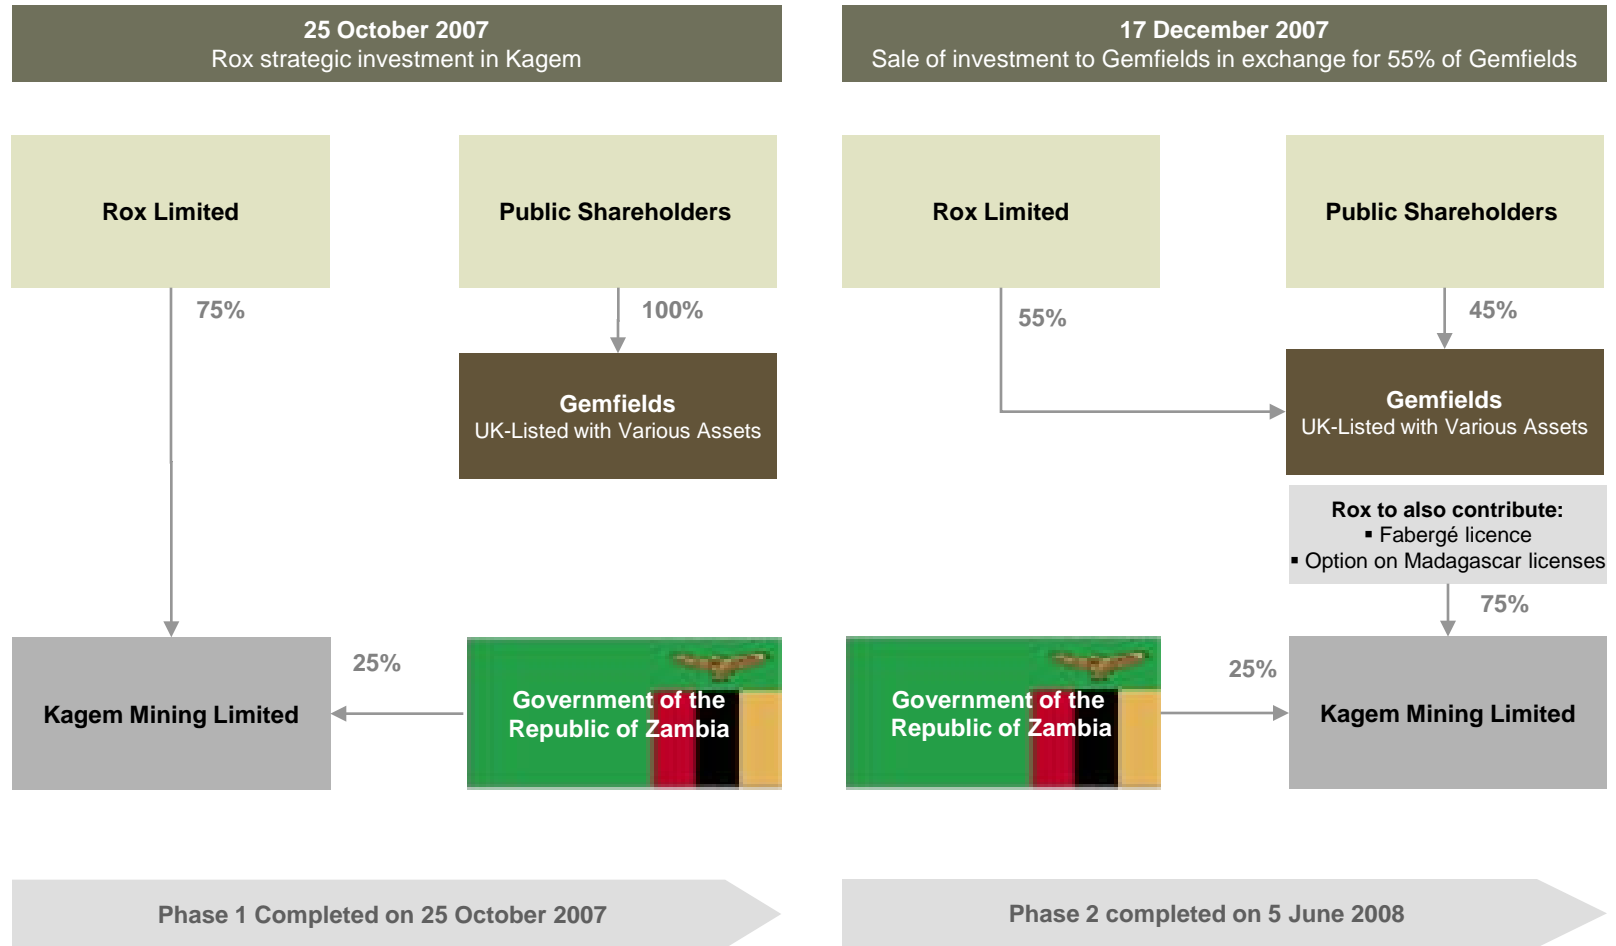 25 October 2007
Rox strategic investment in Kagem
Rox Limited
Public Shareholders
75%
100%
Gemfields
UK-Listed with Various Assets
25%
Kagem Mining Limited
Government of the
Republic of Zambia
Phase 1 Completed on 25 October 2007
17 December 2007
Sale of investment to Gemfields in exchange for 55% of Gemfields
Rox Limited
Public Shareholders
55%
45%
Gemfields
UK-Listed with Various Assets
Rox to also contribute:
▪ Fabergé licence
▪ Option on Madagascar licenses
75%
25%
Government of the
Republic of Zambia
Kagem Mining Limited
Phase 2 completed on 5 June 2008